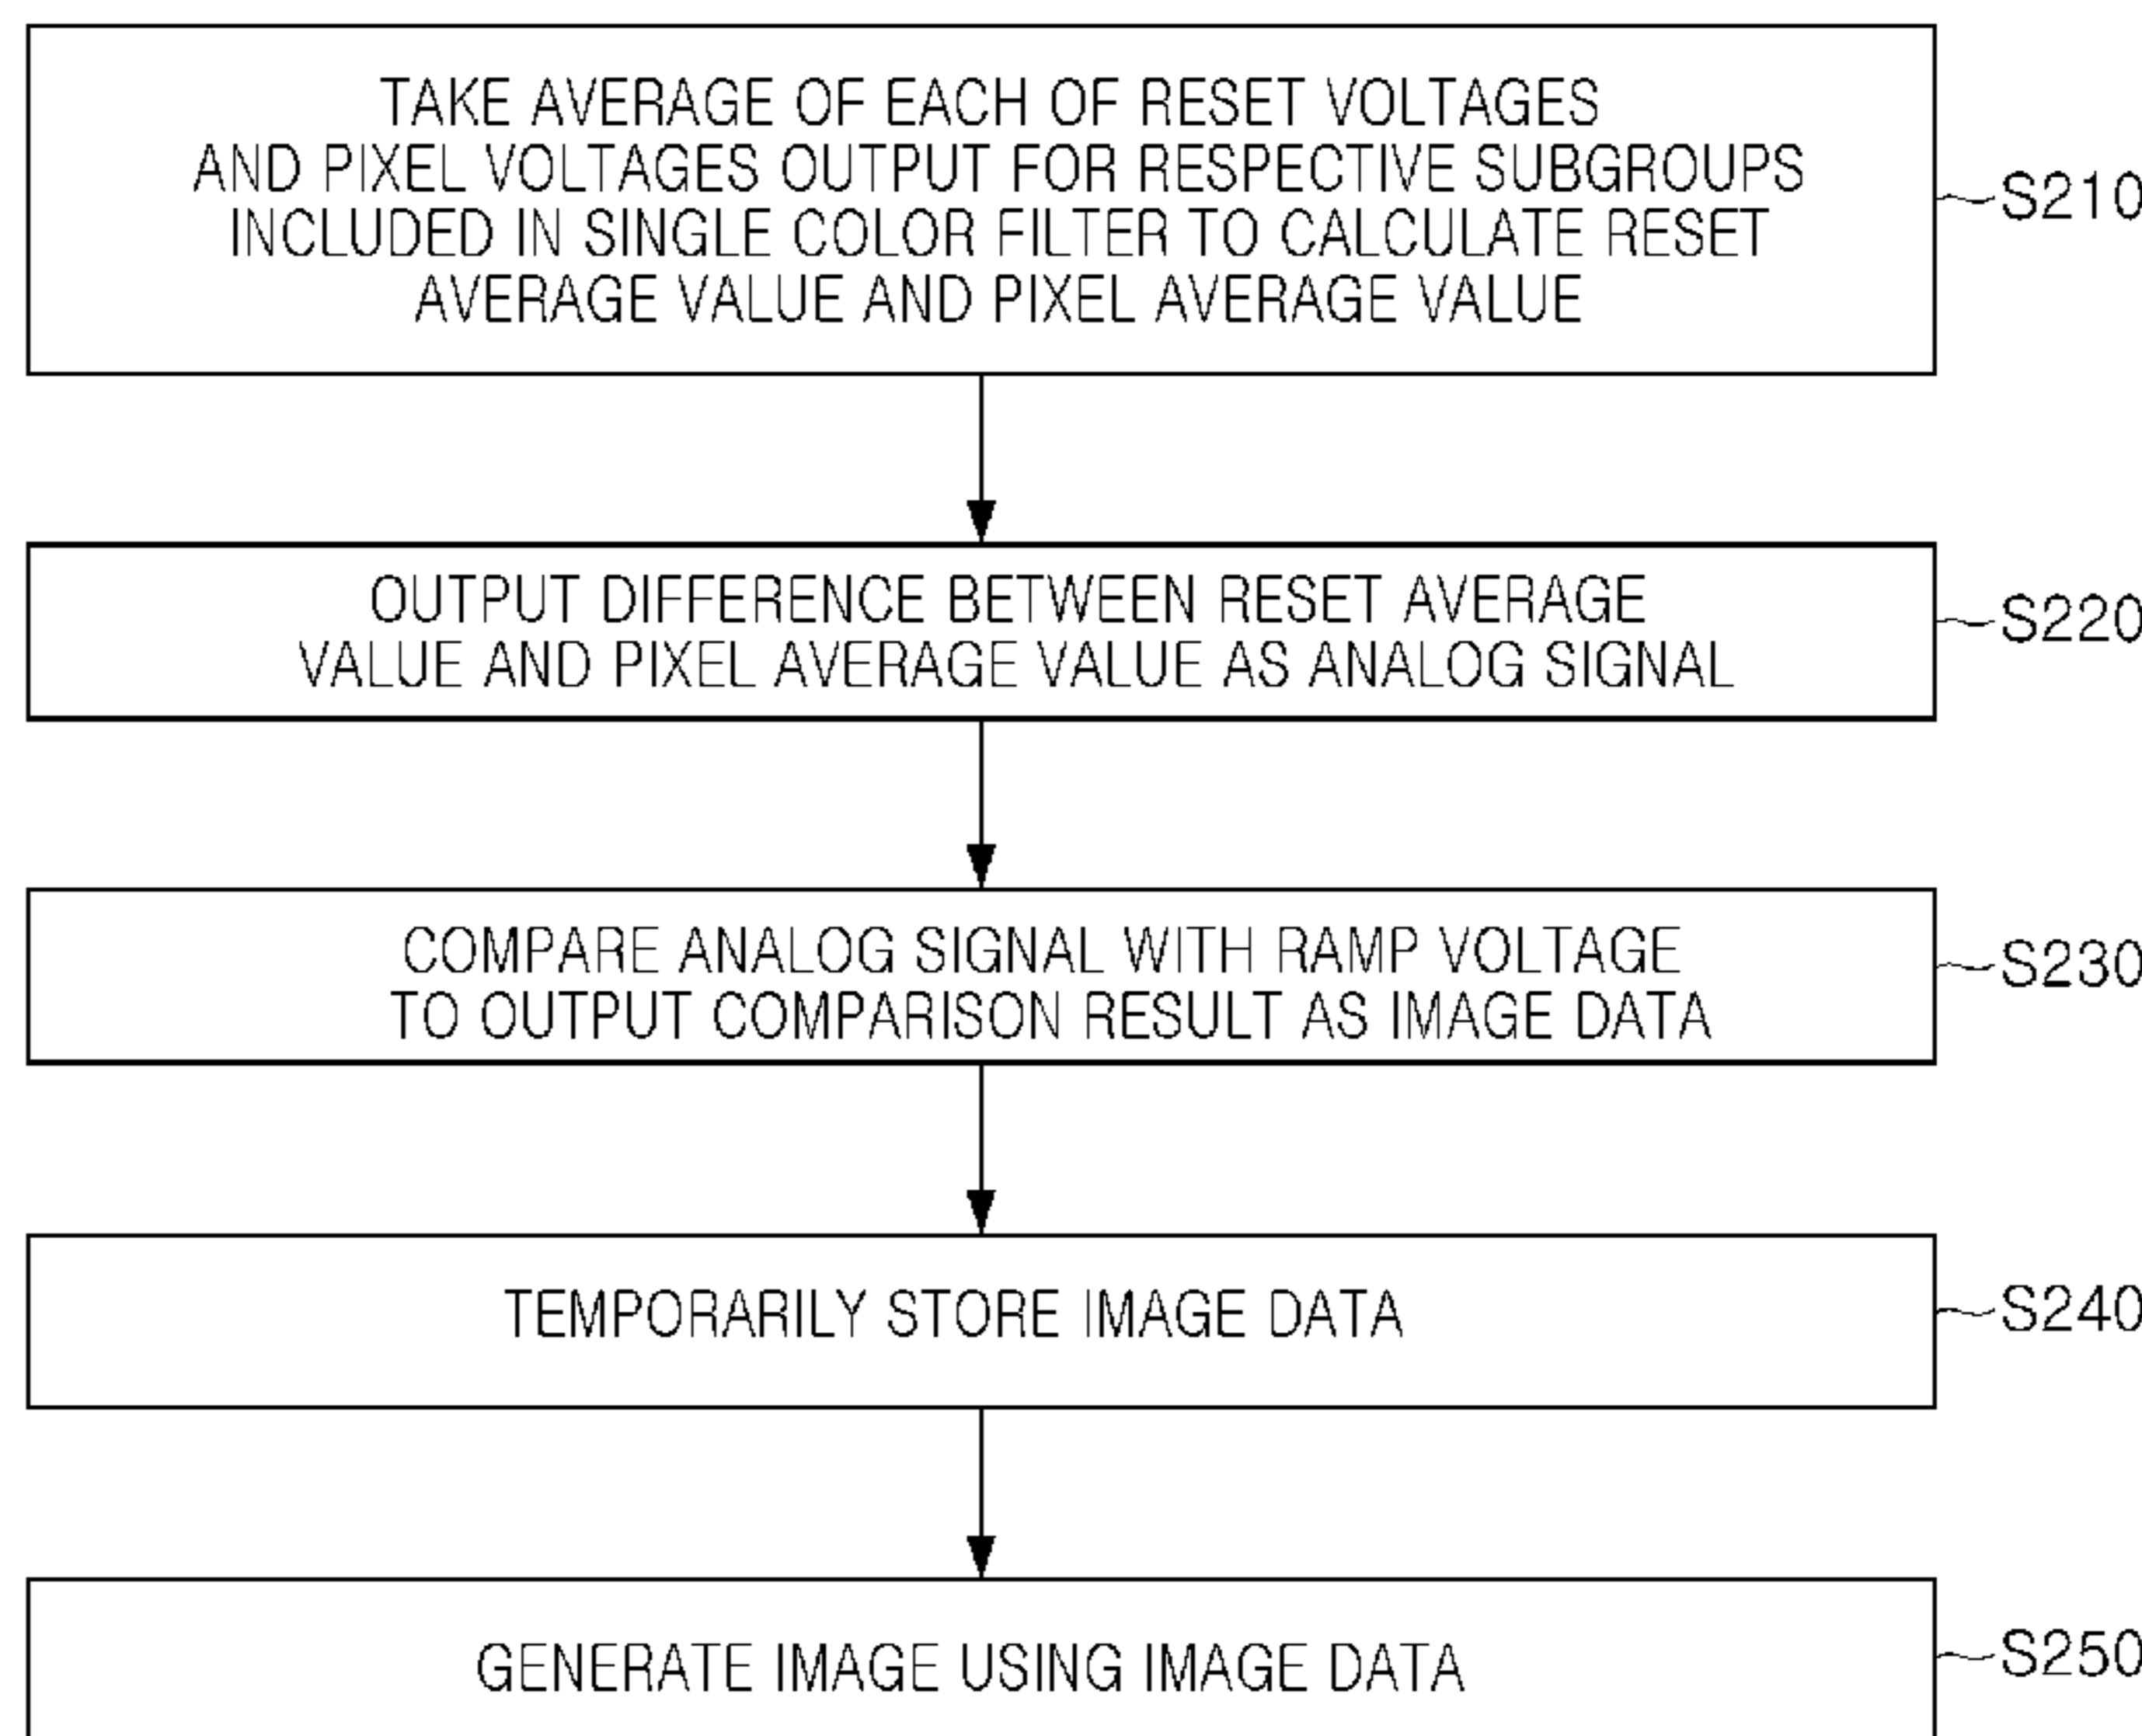 TAKE AVERAGE OF EACH OF RESET VOLTAGES
AND PIXEL VOLTAGES OUTPUT FOR RESPECTIVE SUBGROUPS
INCLUDED IN SINGLE COLOR FILTER TO CALCULATE RESET
AVERAGE VALUE AND PIXEL AVERAGE VALUE
S210
OUTPUT DIFFERENCE BETWEEN RESET AVERAGE
VALUE AND PIXEL AVERAGE VALUE AS ANALOG SIGNAL
S220
COMPARE ANALOG SIGNAL WITH RAMP VOLTAGE
TO OUTPUT COMPARISON RESULT AS IMAGE DATA
S230
TEMPORARILY STORE IMAGE DATA
S240
GENERATE IMAGE USING IMAGE DATA
S250